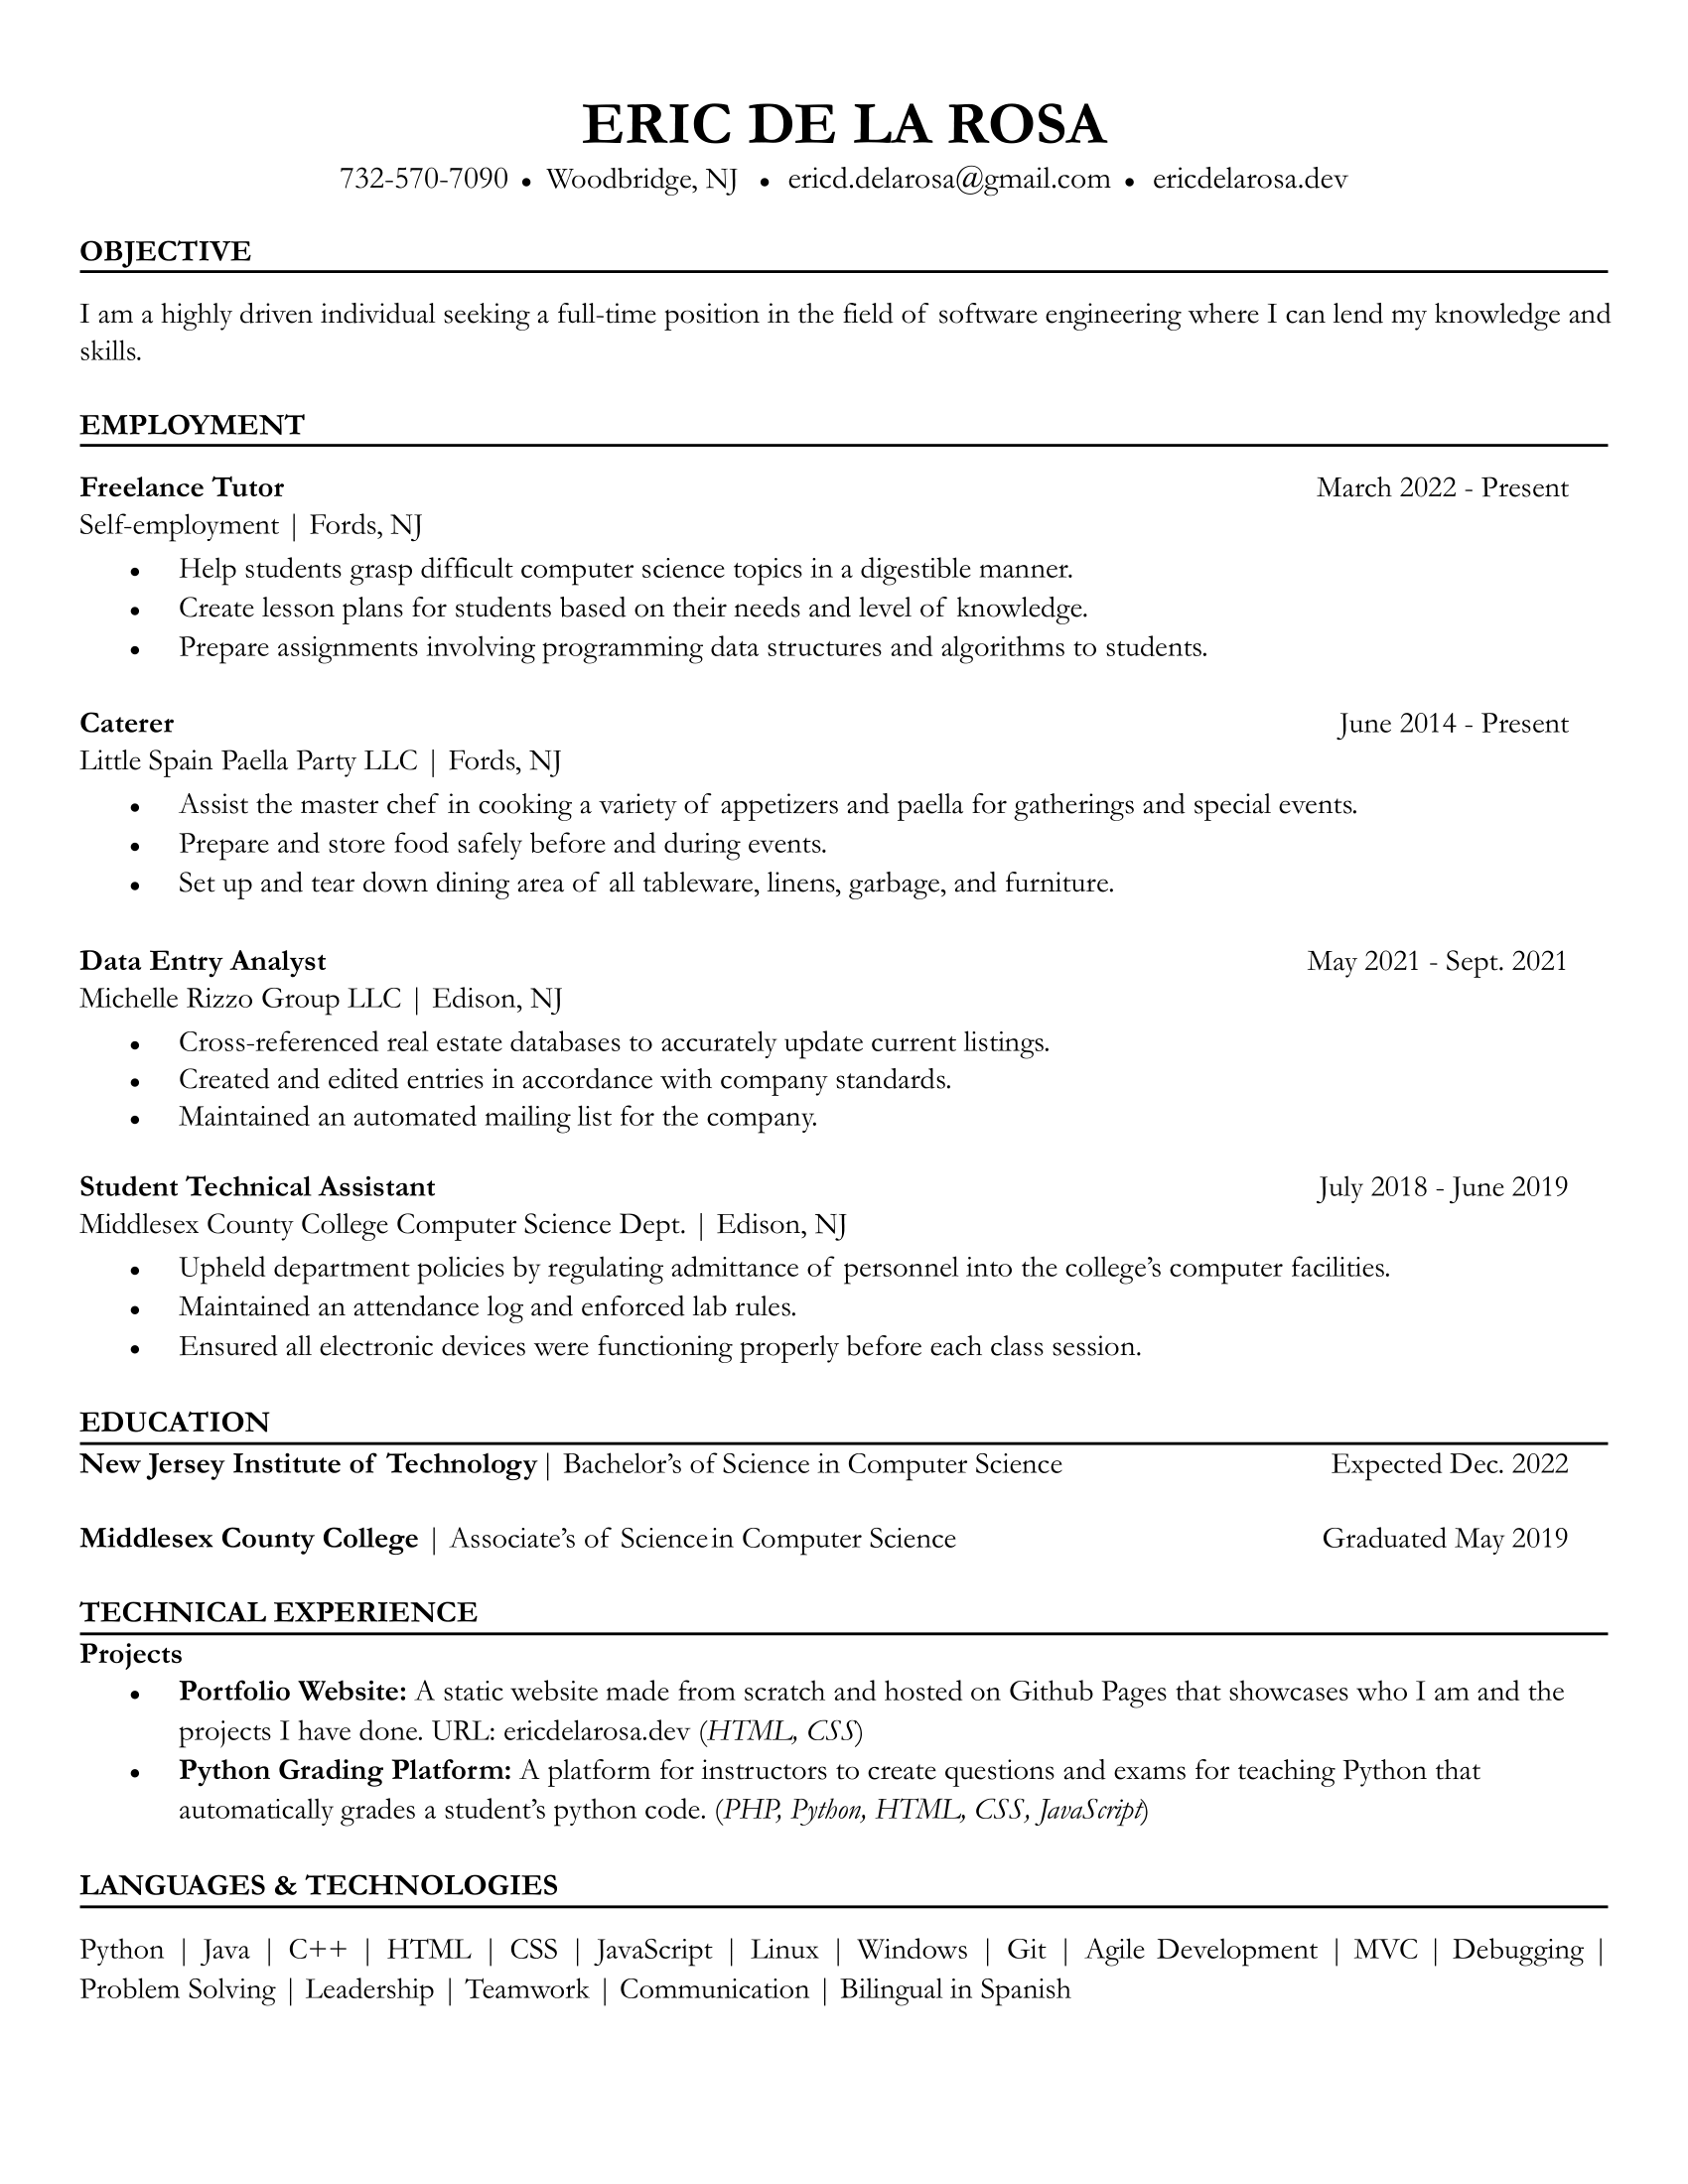 ERIC DE LA ROSA
732-570-7090 • Woodbridge, NJ • ericd.delarosa@gmail.com • ericdelarosa.dev
OBJECTIVE
I am a highly driven individual seeking a full-time position in the field of software engineering where I can lend my knowledge and
skills.
EMPLOYMENT
Freelance Tutor March 2022 - Present
Self-employment | Fords, NJ
• Help students grasp difficult computer science topics in a digestible manner.
• Create lesson plans for students based on their needs and level of knowledge.
• Prepare assignments involving programming data structures and algorithms to students.
Caterer June 2014 - Present
Little Spain Paella Party LLC | Fords, NJ
• Assist the master chef in cooking a variety of appetizers and paella for gatherings and special events.
• Prepare and store food safely before and during events.
• Set up and tear down dining area of all tableware, linens, garbage, and furniture.
Data Entry Analyst May 2021 - Sept. 2021
Michelle Rizzo Group LLC | Edison, NJ
• Cross-referenced real estate databases to accurately update current listings.
• Created and edited entries in accordance with company standards.
• Maintained an automated mailing list for the company.
Student Technical Assistant July 2018 - June 2019
Middlesex County College Computer Science Dept. | Edison, NJ
• Upheld department policies by regulating admittance of personnel into the college’s computer facilities.
• Maintained an attendance log and enforced lab rules.
• Ensured all electronic devices were functioning properly before each class session.
EDUCATION
New Jersey Institute of Technology | Bachelor’s of Science in Computer Science Expected Dec. 2022
Middlesex County College | Associate’s of Science in Computer Science Graduated May 2019
TECHNICAL EXPERIENCE
Projects
• Portfolio Website: A static website made from scratch and hosted on Github Pages that showcases who I am and the
projects I have done. URL: ericdelarosa.dev (HTML, CSS)
• Python Grading Platform: A platform for instructors to create questions and exams for teaching Python that
automatically grades a student’s python code. (PHP, Python, HTML, CSS, JavaScript)
LANGUAGES & TECHNOLOGIES
Python | Java | C++ | HTML | CSS | JavaScript | Linux | Windows | Git | Agile Development | MVC | Debugging |
Problem Solving | Leadership | Teamwork | Communication | Bilingual in Spanish